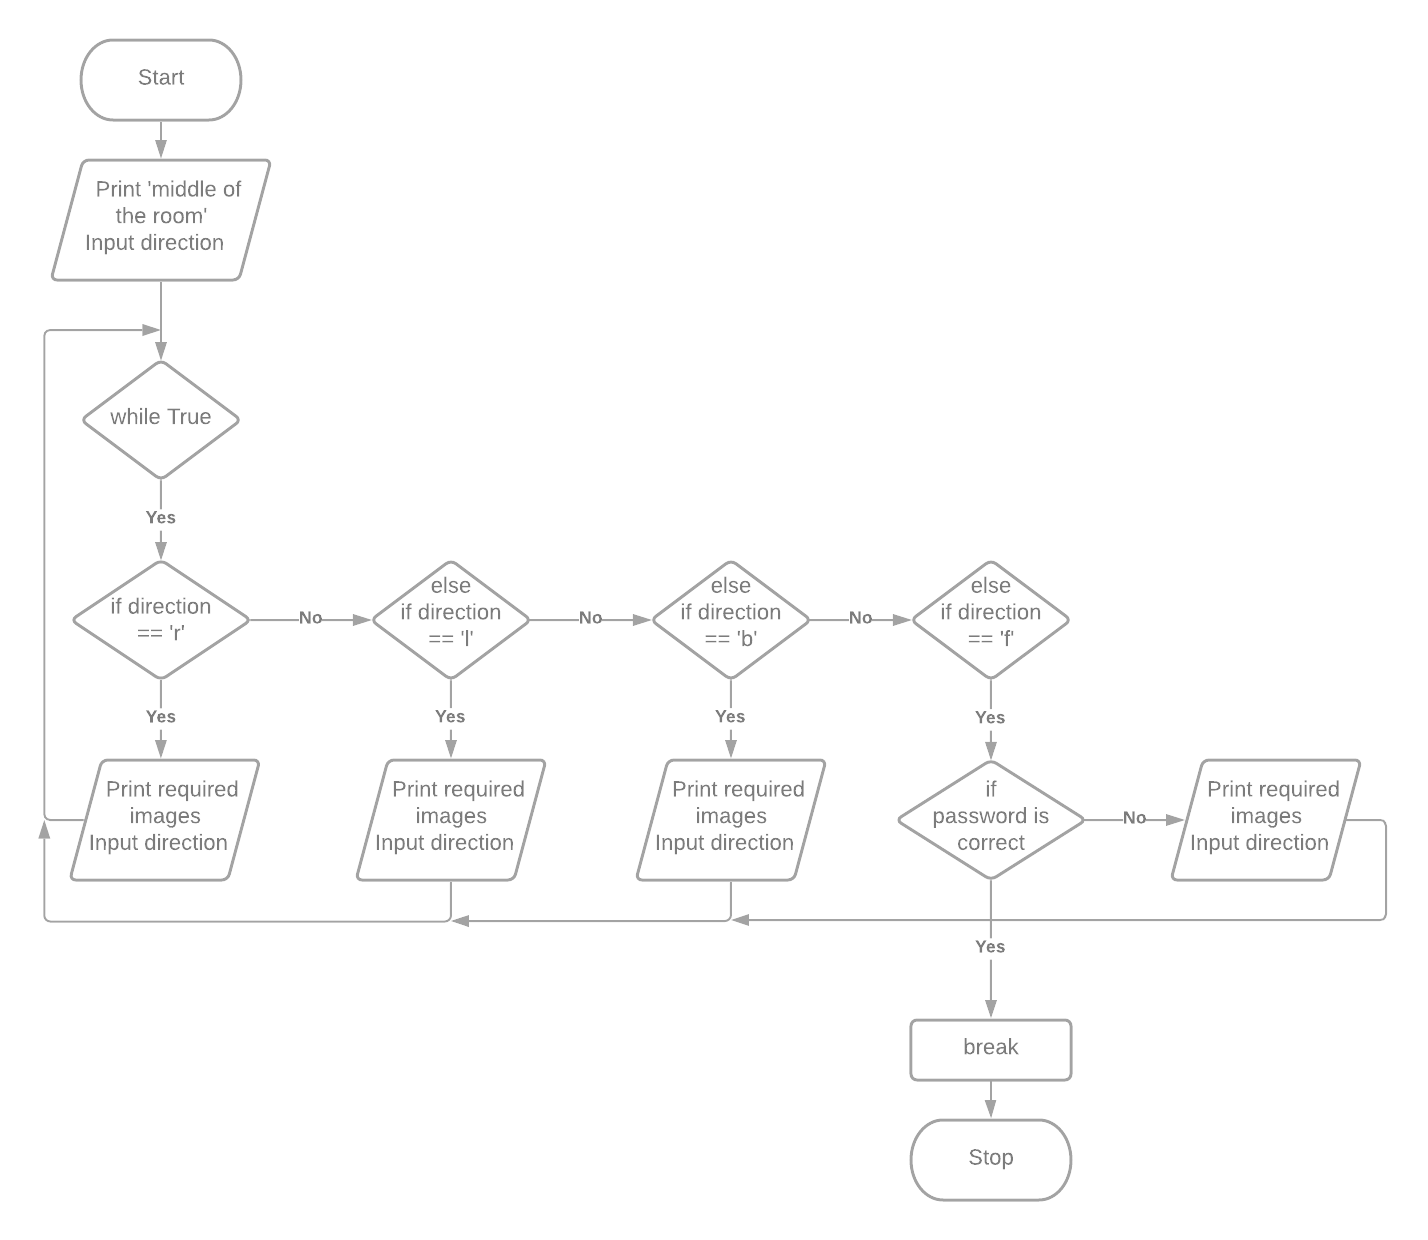 Start
Print 'middle of
the room'
Input direction
while True
Yes
if direction
== 'r'
No
else
if direction
== 'l'
No
else
if direction
== 'b'
No
else
if direction
== 'f'
Yes
Yes
Yes
Yes
Print required
images
Input direction
Print required
images
Input direction
Print required
images
Input direction
if
password is
correct
No
Print required
images
Input direction
Yes
break
Stop